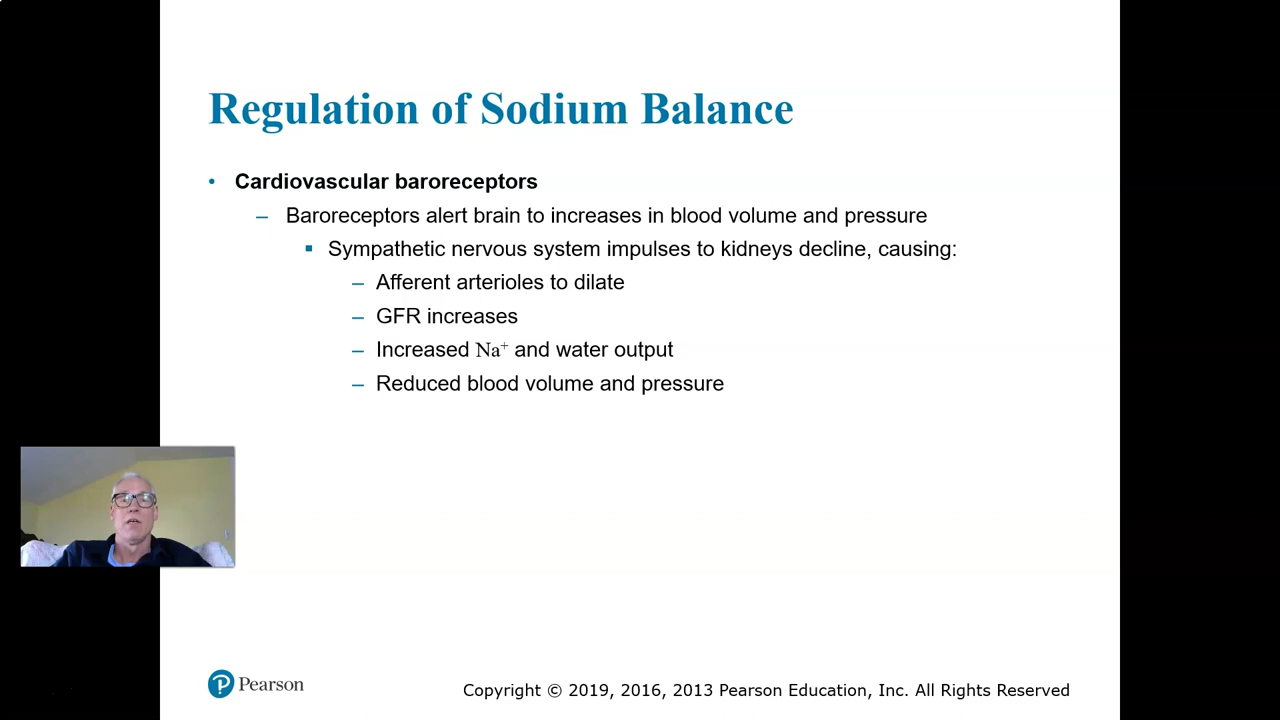 Regulation of Sodium Balance
• Cardiovascular baroreceptors
– Baroreceptors alert brain to increases in blood volume and pressure
▪ Sympathetic nervous system impulses to kidneys decline, causing:
– Afferent arterioles to dilate
– GFR increases
– Increased Na⁺ and water output
– Reduced blood volume and pressure
P Pearson
Copyright © 2019, 2016, 2013 Pearson Education, Inc. All Rights Reserved